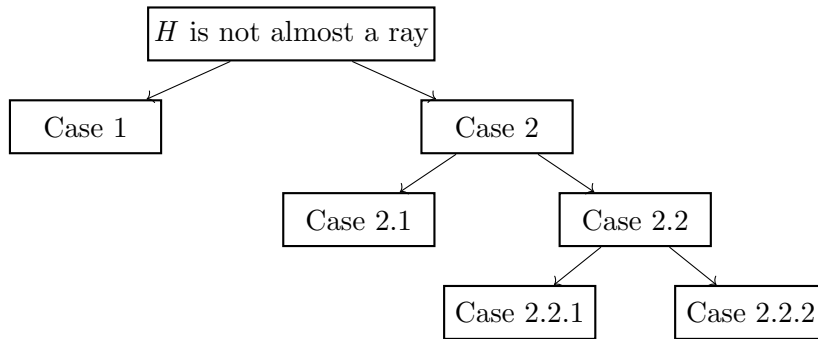 H is not almost a ray
Case 1
Case 2
Case 2.1
Case 2.2
Case 2.2.1
Case 2.2.2